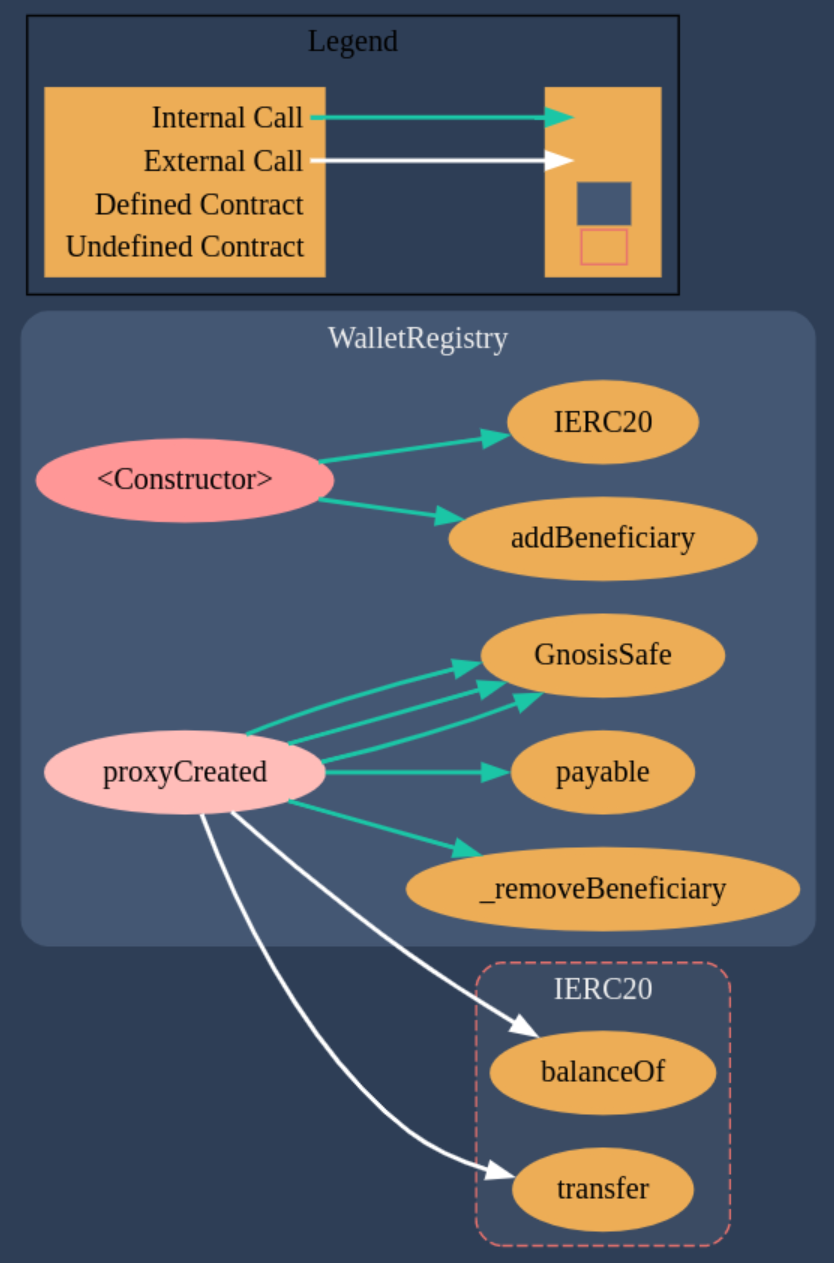 Legend
Internal Call
External Call
Defined Contract
Undefined Contract
WalletRegistry
<Constructor>
IERC20
addBeneficiary
GnosisSafe
proxyCreated
payable
_removeBeneficiary
IERC20
balanceOf
transfer